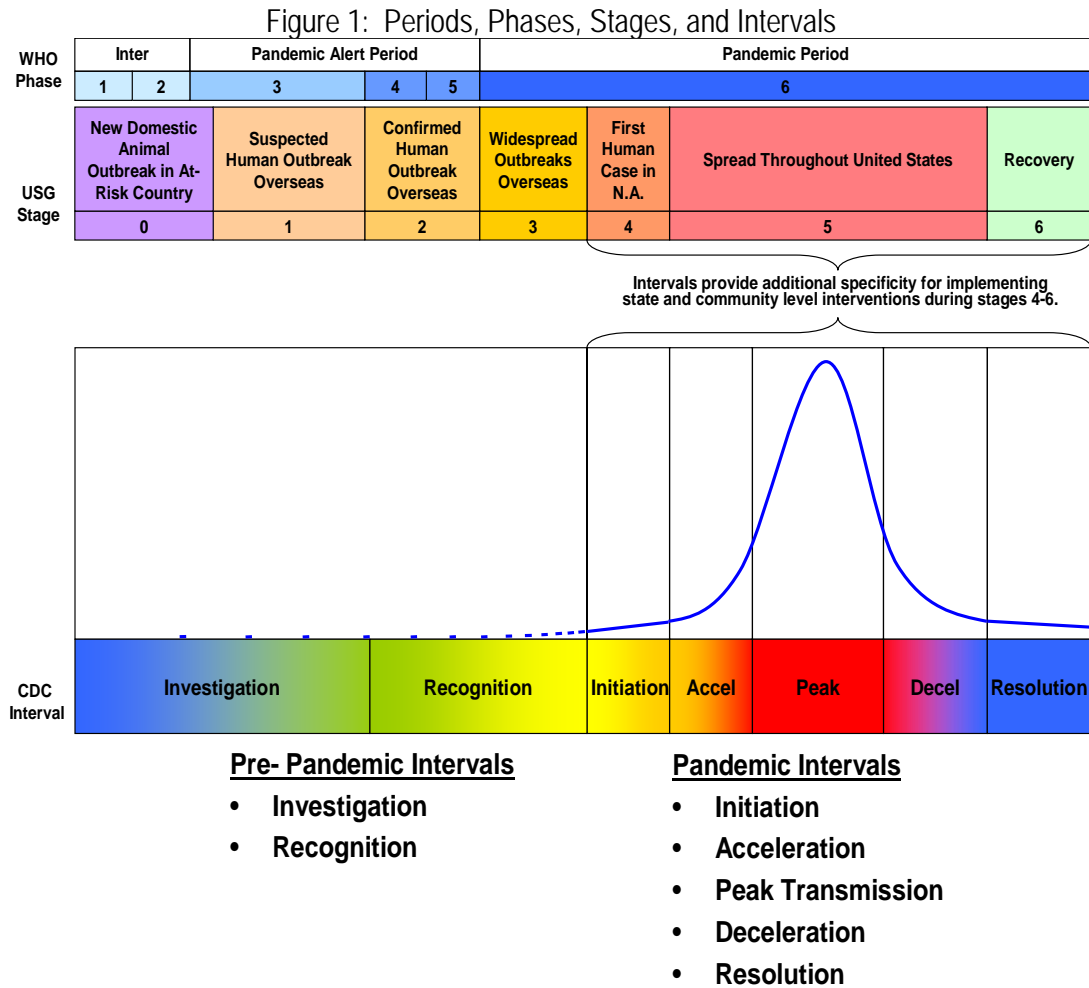 Figure 1: Periods, Phases, Stages, and Intervals
WHO
Phase
Inter
Pandemic Alert Period
Pandemic Period
1
2
3
4
5
6
USG
Stage
New Domestic
Animal
Outbreak in At-
Risk Country
Suspected
Human Outbreak
Overseas
Confirmed
Human
Outbreak
Overseas
Widespread
Outbreaks
Overseas
First
Human
Case in
N.A.
Spread Throughout United States
Recovery
0
1
2
3
4
5
6
Intervals provide additional specificity for implementing
state and community level interventions during stages 4-6.
CDC
Interval
Investigation
Recognition
Initiation
Accel
Peak
Decel
Resolution
Pre- Pandemic Intervals
• Investigation
• Recognition
Pandemic Intervals
• Initiation
• Acceleration
• Peak Transmission
• Deceleration
• Resolution